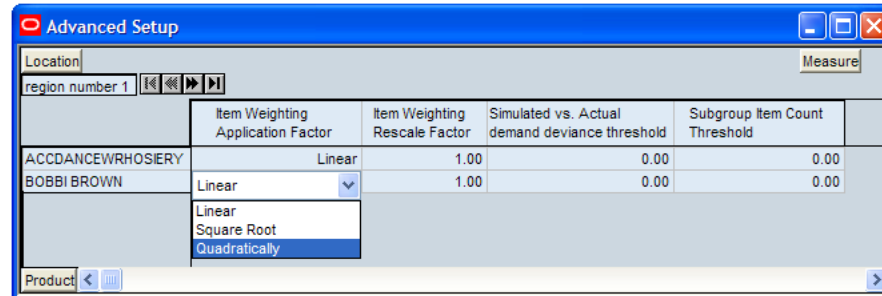 Advanced Setup
Location
Measure
region number 1
Item Weighting Application Factor
Item Weighting Rescale Factor
Simulated vs. Actual demand deviance threshold
Subgroup Item Count Threshold
ACCDANCEWRHOSIERY Linear 1.00 0.00 0.00
BOBBI BROWN Linear 1.00 0.00 0.00
Linear
Square Root
Quadratically
Product